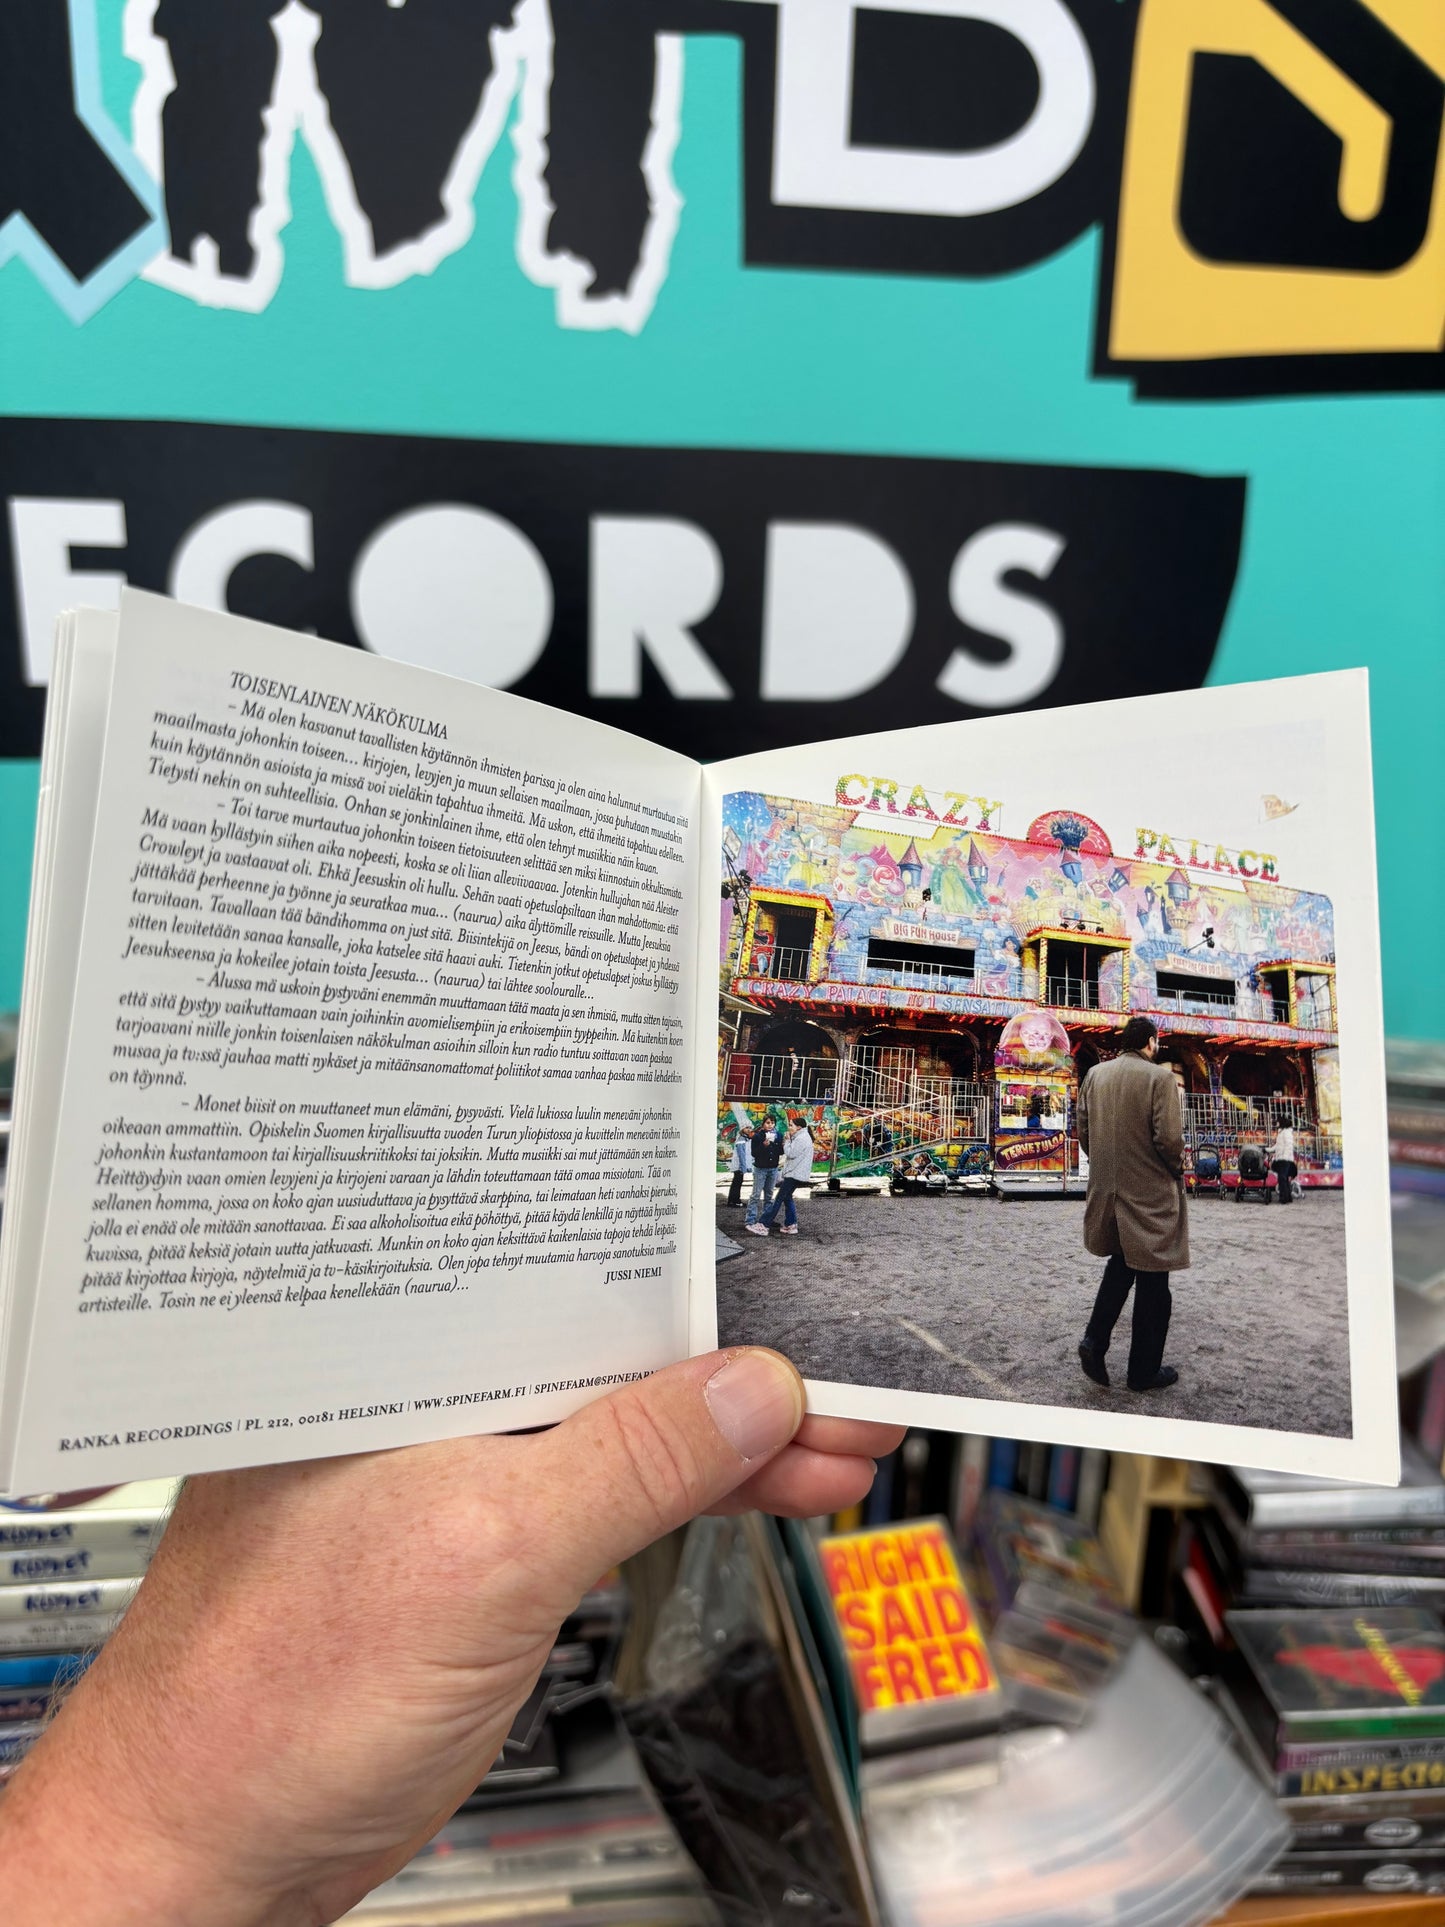 ECORDS
TOISENLAINEN NÄKÖKULMA
– Mä olen kasvanut tavallisten käytännön ihmisten parissa ja olen aina halunnut murtautua siitä
maailmasta johonkin toiseen... kirjojen, levyjen ja muun sellaisen maailmaan, jossa puhutaan muustakin
kuin käytännön asioista ja missä voi vieläkin tapahtua ihmeitä. Mä uskon, että ihmeitä tapahtuu edelleen.
Tietysti nekin on suhteellisia. Onhan se jonkinlainen ihme, että olen tehnyt musiikkia näin kauan.
– Toi tarve murtautua johonkin toiseen tietoisuuteen selittää sen miksi kiinnostuin okkultismista.
Mä vaan kyllästyin siihen aika nopeasti, koska se oli liian alleviivaavaa. Jotenkin hullujahan nää Aleister
Crowleyt ja vastaavat oli. Ehkä Jeesuskin oli hullu. Sehän vaati opetuslapsiltaan ihan mahdottomia: että
jättäkää perheenne ja työnne ja seuratkaa mua... (naurua) aika älyttömille reissuille. Mutta Jeesuksia
tarvitaan. Tavallaan tää bändihomma on just sitä. Biisintekijä on Jeesus, bändi on opetuslapset ja yhdessä
sitten levitetään sanaa kansalle, joka katselee sitä haavi auki. Tietenkin jotkut opetuslapset joskus kyllästyy
Jeesukseensa ja kokeilee jotain toista Jeesusta... (naurua) tai lähtee soolouralle...
– Alussa mä uskoin pystyväni enemmän muuttamaan tätä maata ja sen ihmisiä, mutta sitten tajusin,
että sitä pystyy vaikuttamaan vain joihinkin avomielisempiin ja erikoisempiin tyyppeihin. Mä kuitenkin koen
tarjoavani niille jonkin toisenlaisen näkökulman asioihin silloin kun radio tuntuu soittavan vaan paskaa
musaa ja tv:ssä jauhaa matti nykäset ja mitäänsanomattomat poliitikot samaa vanhaa paskaa mitä lehdetkin
on täynnä.
– Monet biisit on muuttaneet mun elämäni, pysyvästi. Vielä lukiossa luulin meneväni johonkin
oikeaan ammattiin. Opiskelin Suomen kirjallisuutta vuoden Turun yliopistossa ja kuvittelin meneväni töihin
johonkin kustantamoon tai kirjallisuuskriitikoksi tai joksikin. Mutta musiikki sai mut jättämään sen kaiken.
Heittäydyin vaan omien levyjeni ja kirjojeni varaan ja lähdin toteuttamaan tätä omaa missiotani. Tää on
sellanen homma, jossa on koko ajan uusiuduttava ja pysyttävä skarppina, tai leimataan heti vanhaksi pieruksi,
jolla ei enää ole mitään sanottavaa. Ei saa alkoholisoitua eikä pöhöttyä, pitää käydä lenkillä ja näyttää hyvältä
kuvissa, pitää keksiä jotain uutta jatkuvasti. Munkin on koko ajan keksittävä kaikenlaisia tapoja tehdä leipää:
pitää kirjottaa kirjoja, näytelmiä ja tv-käsikirjoituksia. Olen jopa tehnyt muutamia harvoja sanotuksia muille
artisteille. Tosin ne ei yleensä kelpaa kenellekään (naurua)...
JUSSI NIEMI
RANKA RECORDINGS | PL 212, 00181 HELSINKI | WWW.SPINEFARM.FI | SPINEFARM@SPINEFARM
CRAZY PALACE
BIG FUN HOUSE
CRAZY PALACE NO 1 SENSATION
TERVETULOA
RIGHT
SAID
FRED
INSPECTO